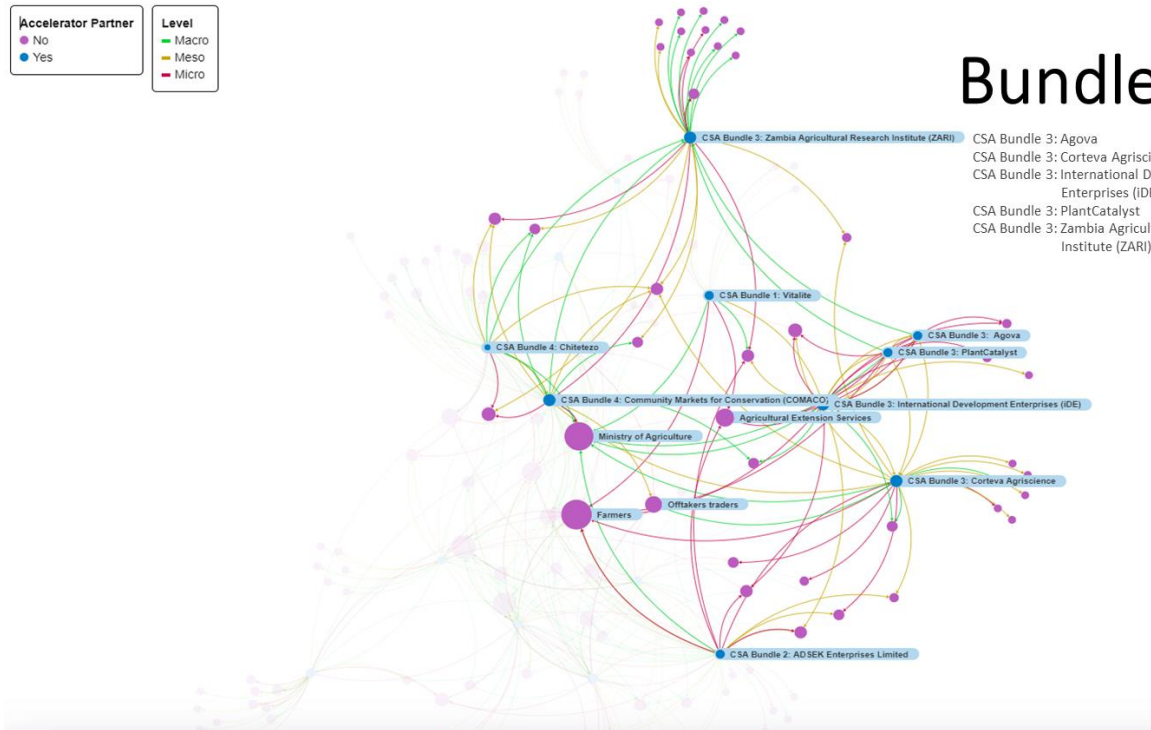 Accelerator Partner
No
Yes
Level
Macro
Meso
Micro
Bundle
CSA Bundle 3: Agova
CSA Bundle 3: Corteva Agrisci
CSA Bundle 3: International D
Enterprises (iDE
CSA Bundle 3: PlantCatalyst
CSA Bundle 3: Zambia Agricul
Institute (ZARI)
CSA Bundle 3: Zambia Agricultural Research Institute (ZARI)
CSA Bundle 1: Vitalite
CSA Bundle 3: Agova
CSA Bundle 4: Chitetezo
CSA Bundle 3: PlantCatalyst
CSA Bundle 4: Community Markets for Conservation (COMACO)
CSA Bundle 3: International Development Enterprises (iDE)
Agricultural Extension Services
Ministry of Agriculture
CSA Bundle 3: Corteva Agriscience
Offtakers traders
Farmers
CSA Bundle 2: ADSEK Enterprises Limited